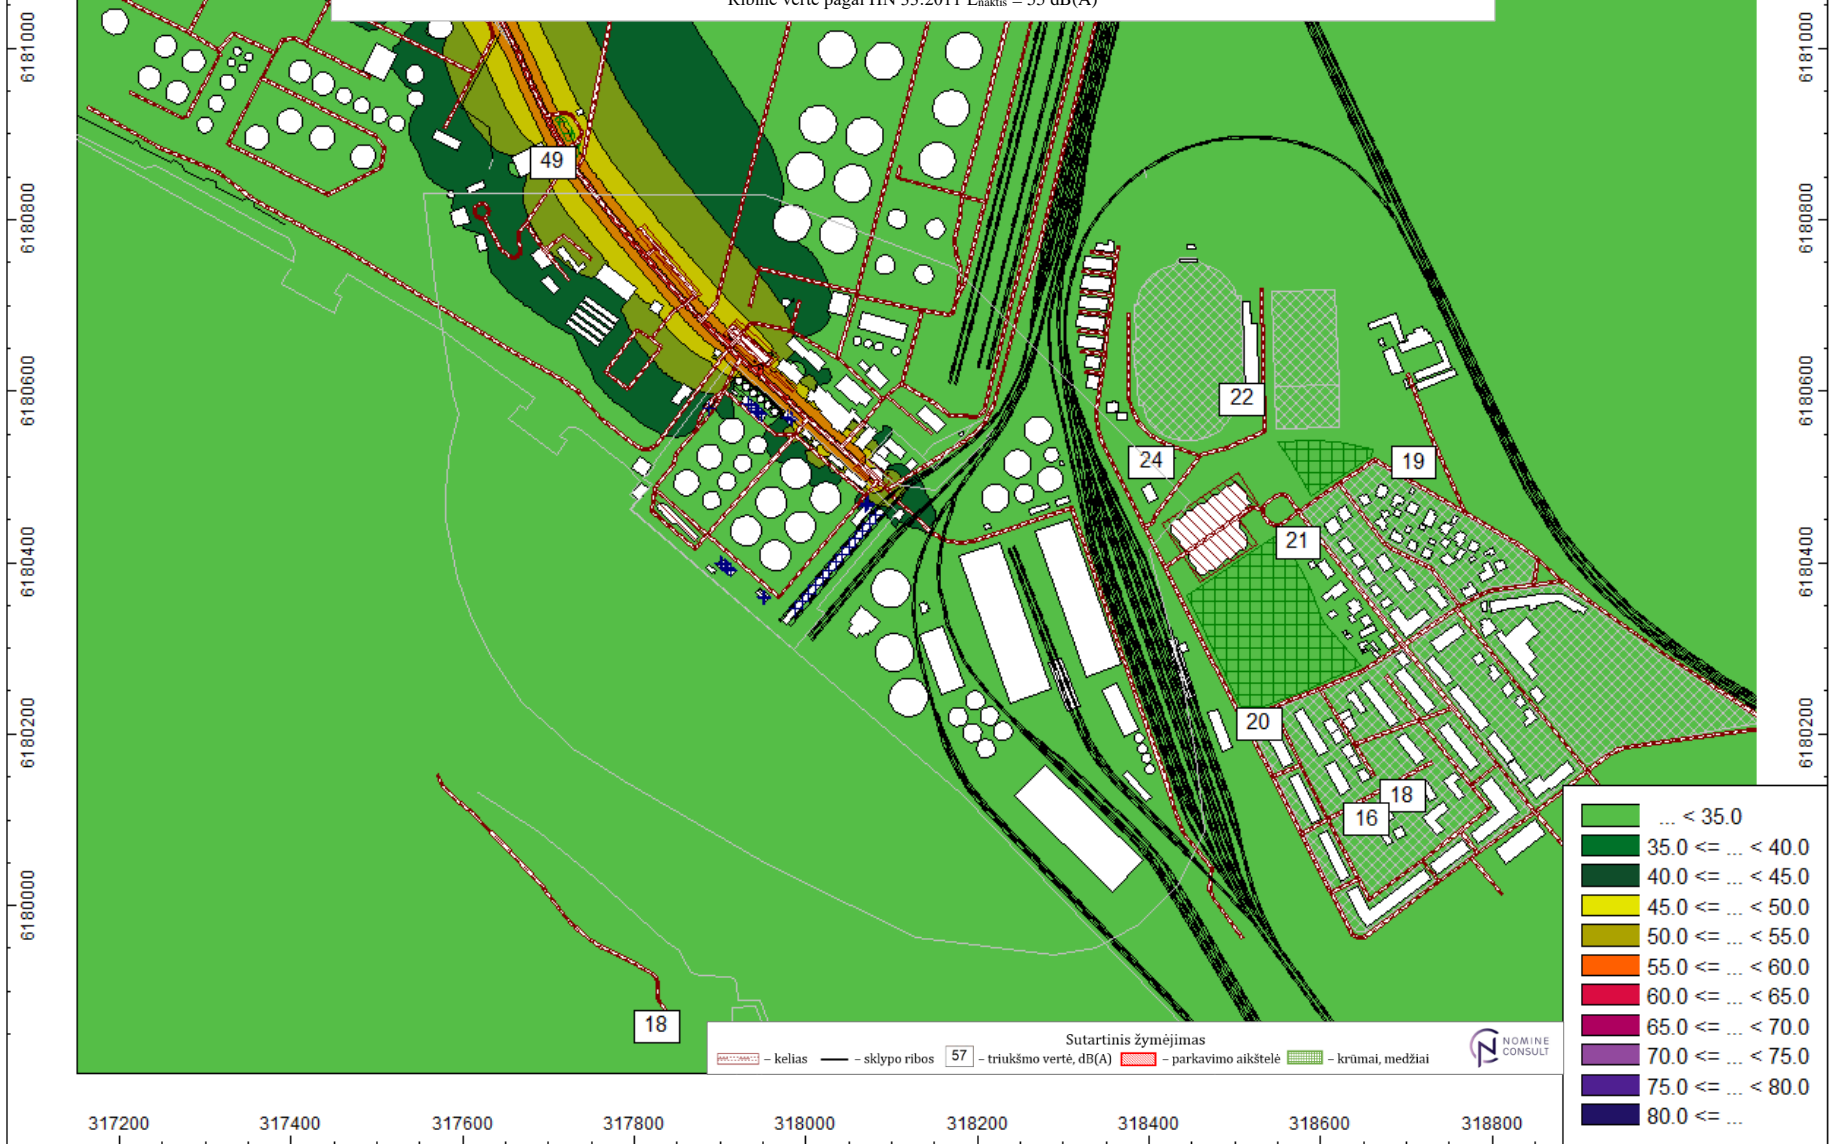 Ribinė vertė pagal HN 33:2011 Lnaktis = 55 dB(A)
6181000
6181000
49
6180800
6180800
6180600
6180600
22
24
19
21
6180400
6180400
20
6180200
6180200
18
16
6180000
18
... < 35.0
35.0 <= ... < 40.0
40.0 <= ... < 45.0
45.0 <= ... < 50.0
50.0 <= ... < 55.0
55.0 <= ... < 60.0
60.0 <= ... < 65.0
65.0 <= ... < 70.0
70.0 <= ... < 75.0
75.0 <= ... < 80.0
80.0 <= ...
Sutartinis žymėjimas
– kelias – sklypo ribos 57 – triukšmo vertė, dB(A) – parkavimo aikštelė – krūmai, medžiai
NOMINE
CONSULT
317200 317400 317600 317800 318000 318200 318400 318600 318800